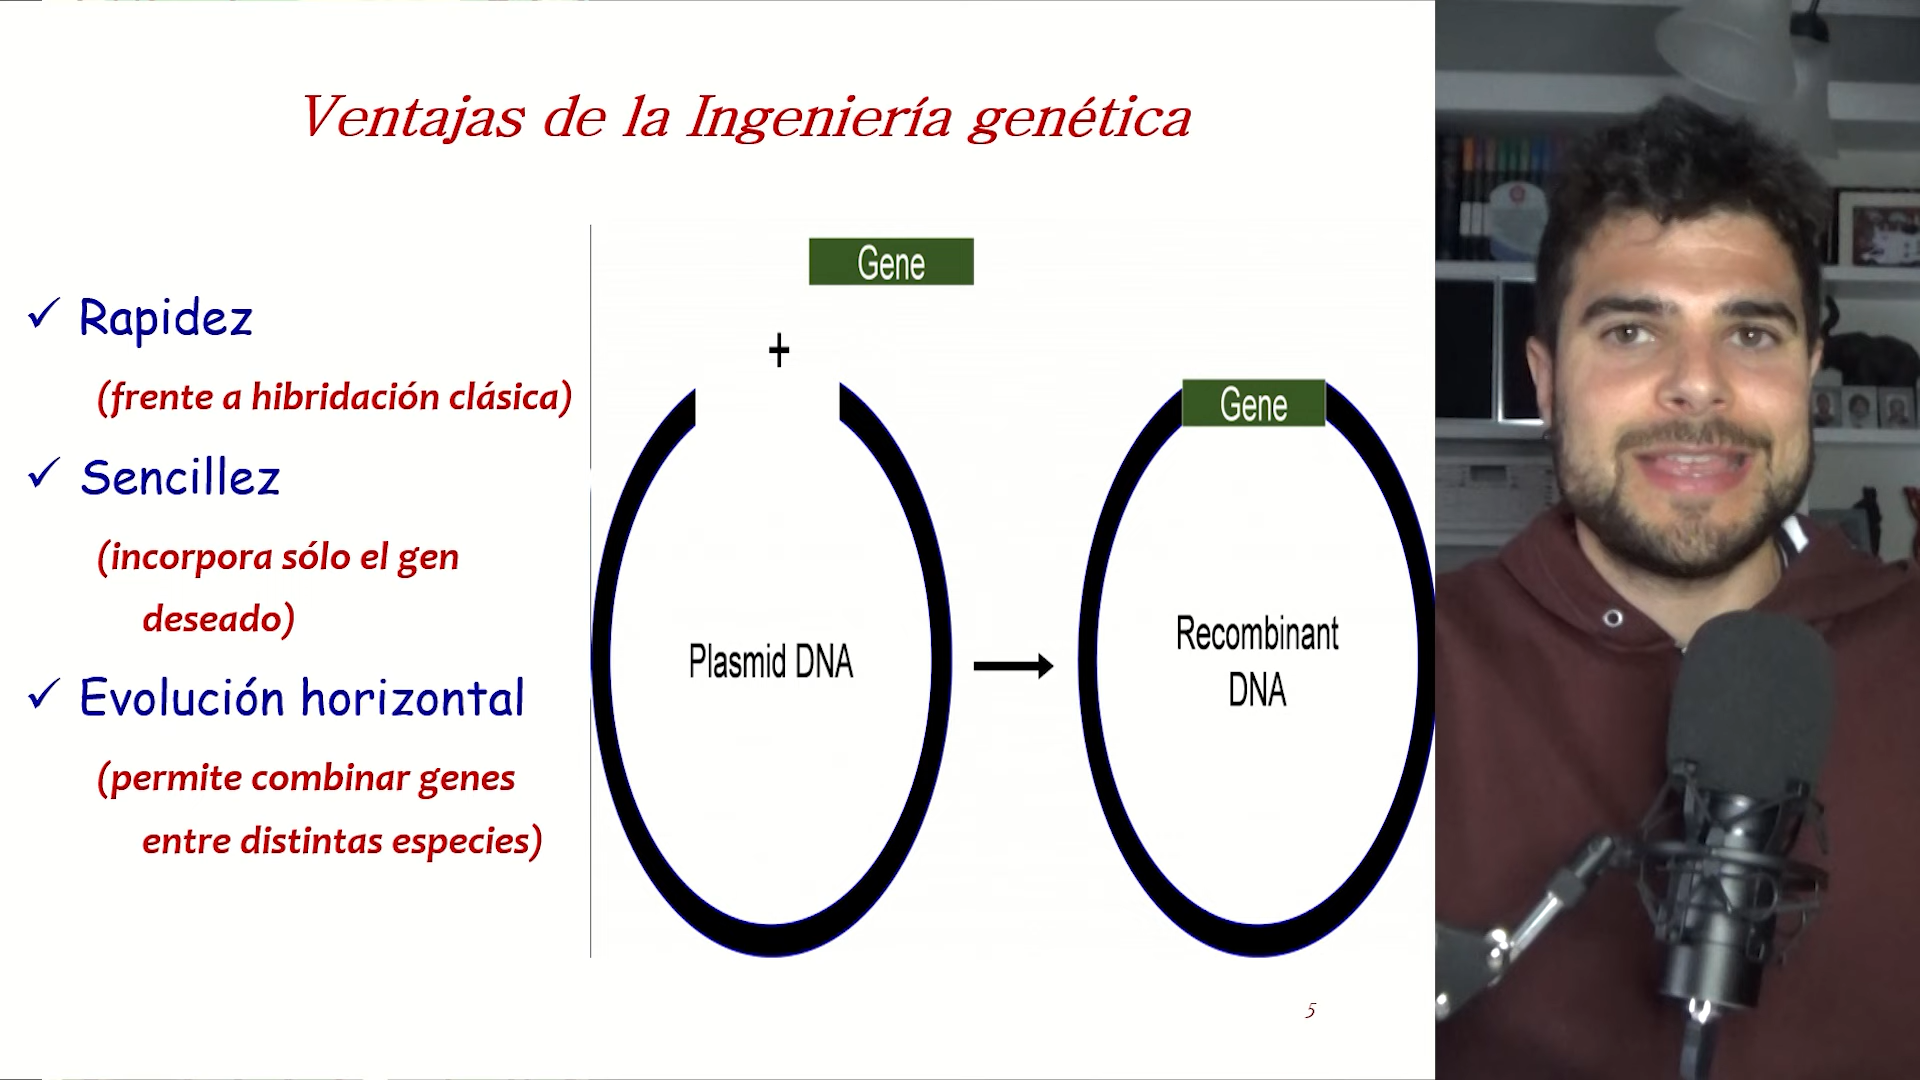 Ventajas de la Ingeniería genética
✓ Rapidez
(frente a hibridación clásica)
✓ Sencillez
(incorpora sólo el gen
deseado)
✓ Evolución horizontal
(permite combinar genes
entre distintas especies)
Gene
+
Plasmid DNA
Gene
Recombinant
DNA
5